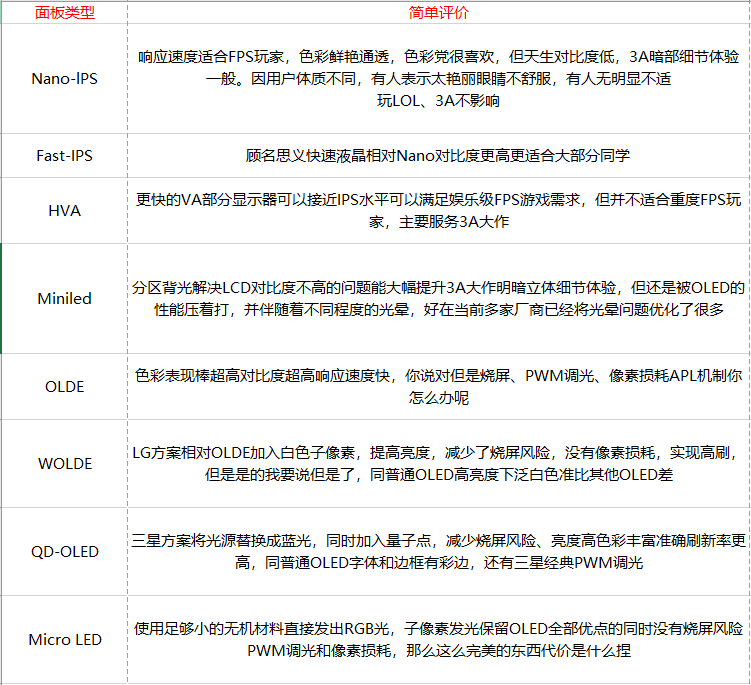 面板类型
简单评价
Nano-IPS
响应速度适合FPS玩家，色彩鲜艳通透，色彩党很喜欢，但天生对比度低，3A暗部细节体验
一般。因用户体质不同，有人表示太艳丽眼睛不舒服，有人无明显不适
玩LOL、3A不影响
Fast-IPS
顾名思义快速液晶相对Nano对比度更高更适合大部分同学
HVA
更快的VA部分显示器可以接近IPS水平可以满足娱乐级FPS游戏需求，但并不适合重度FPS玩
家，主要服务3A大作
Miniled
分区背光解决LCD对比度不高的问题能大幅提升3A大作明暗立体细节体验，但还是被OLED的
性能压着打，并伴随着不同程度的光晕，好在当前多家厂商已经将光晕问题优化了很多
OLDE
色彩表现棒超高对比度超高响应速度快，你说对但是烧屏、PWM调光、像素损耗APL机制你
怎么办呢
WOLDE
LG方案相对OLDE加入白色子像素，提高亮度，减少了烧屏风险，没有像素损耗，实现高刷，
但是是的我要说但是了，同普通OLED高亮度下泛白色准比其他OLED差
QD-OLED
三星方案将光源替换成蓝光，同时加入量子点，减少烧屏风险、亮度高色彩丰富准确刷新率更
高，同普通OLED字体和边框有彩边，还有三星经典PWM调光
Micro LED
使用足够小的无机材料直接发出RGB光，子像素发光保留OLED全部优点的同时没有烧屏风险
PWM调光和像素损耗，那么这么完美的东西代价是什么捏